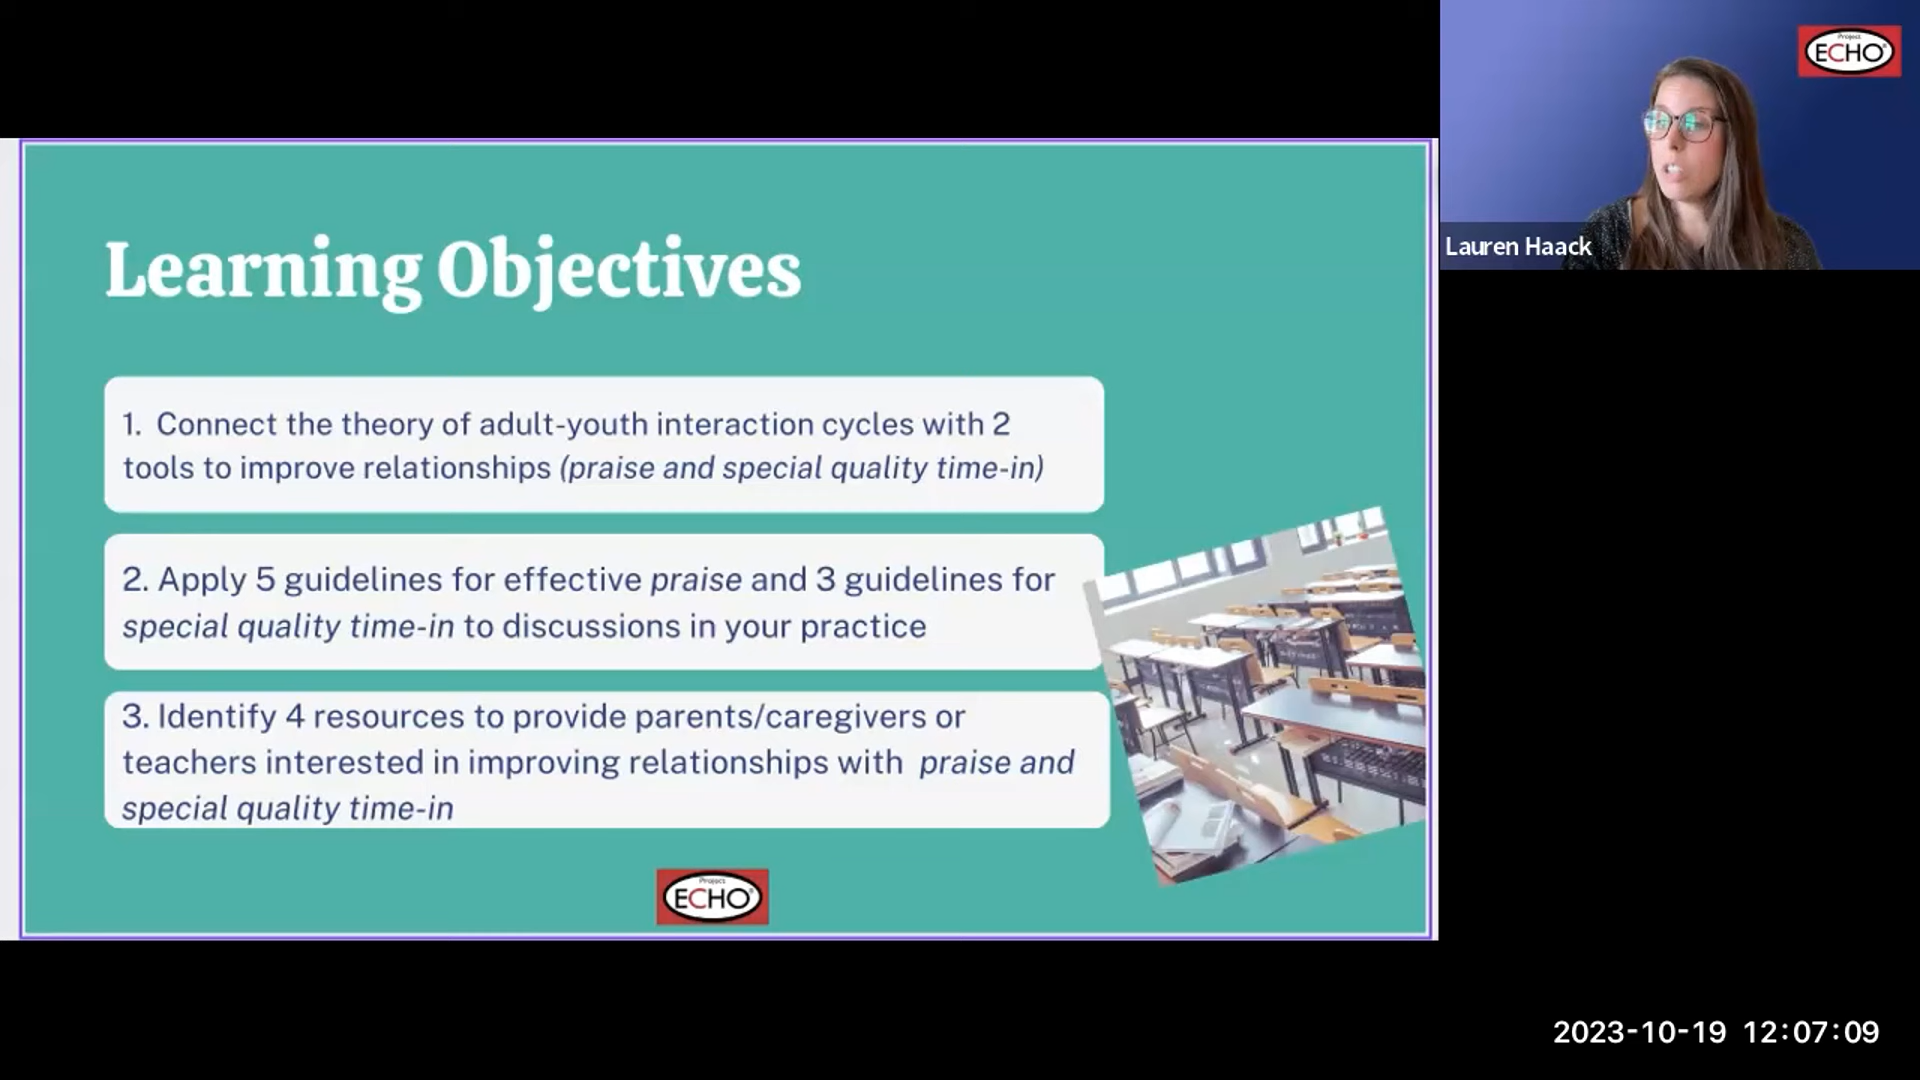 Project
ECHO®
Lauren Haack
Learning Objectives
1. Connect the theory of adult-youth interaction cycles with 2
tools to improve relationships (praise and special quality time-in)
2. Apply 5 guidelines for effective praise and 3 guidelines for
special quality time-in to discussions in your practice
3. Identify 4 resources to provide parents/caregivers or
teachers interested in improving relationships with praise and
special quality time-in
Project
ECHO®
2023-10-19 12:07:09